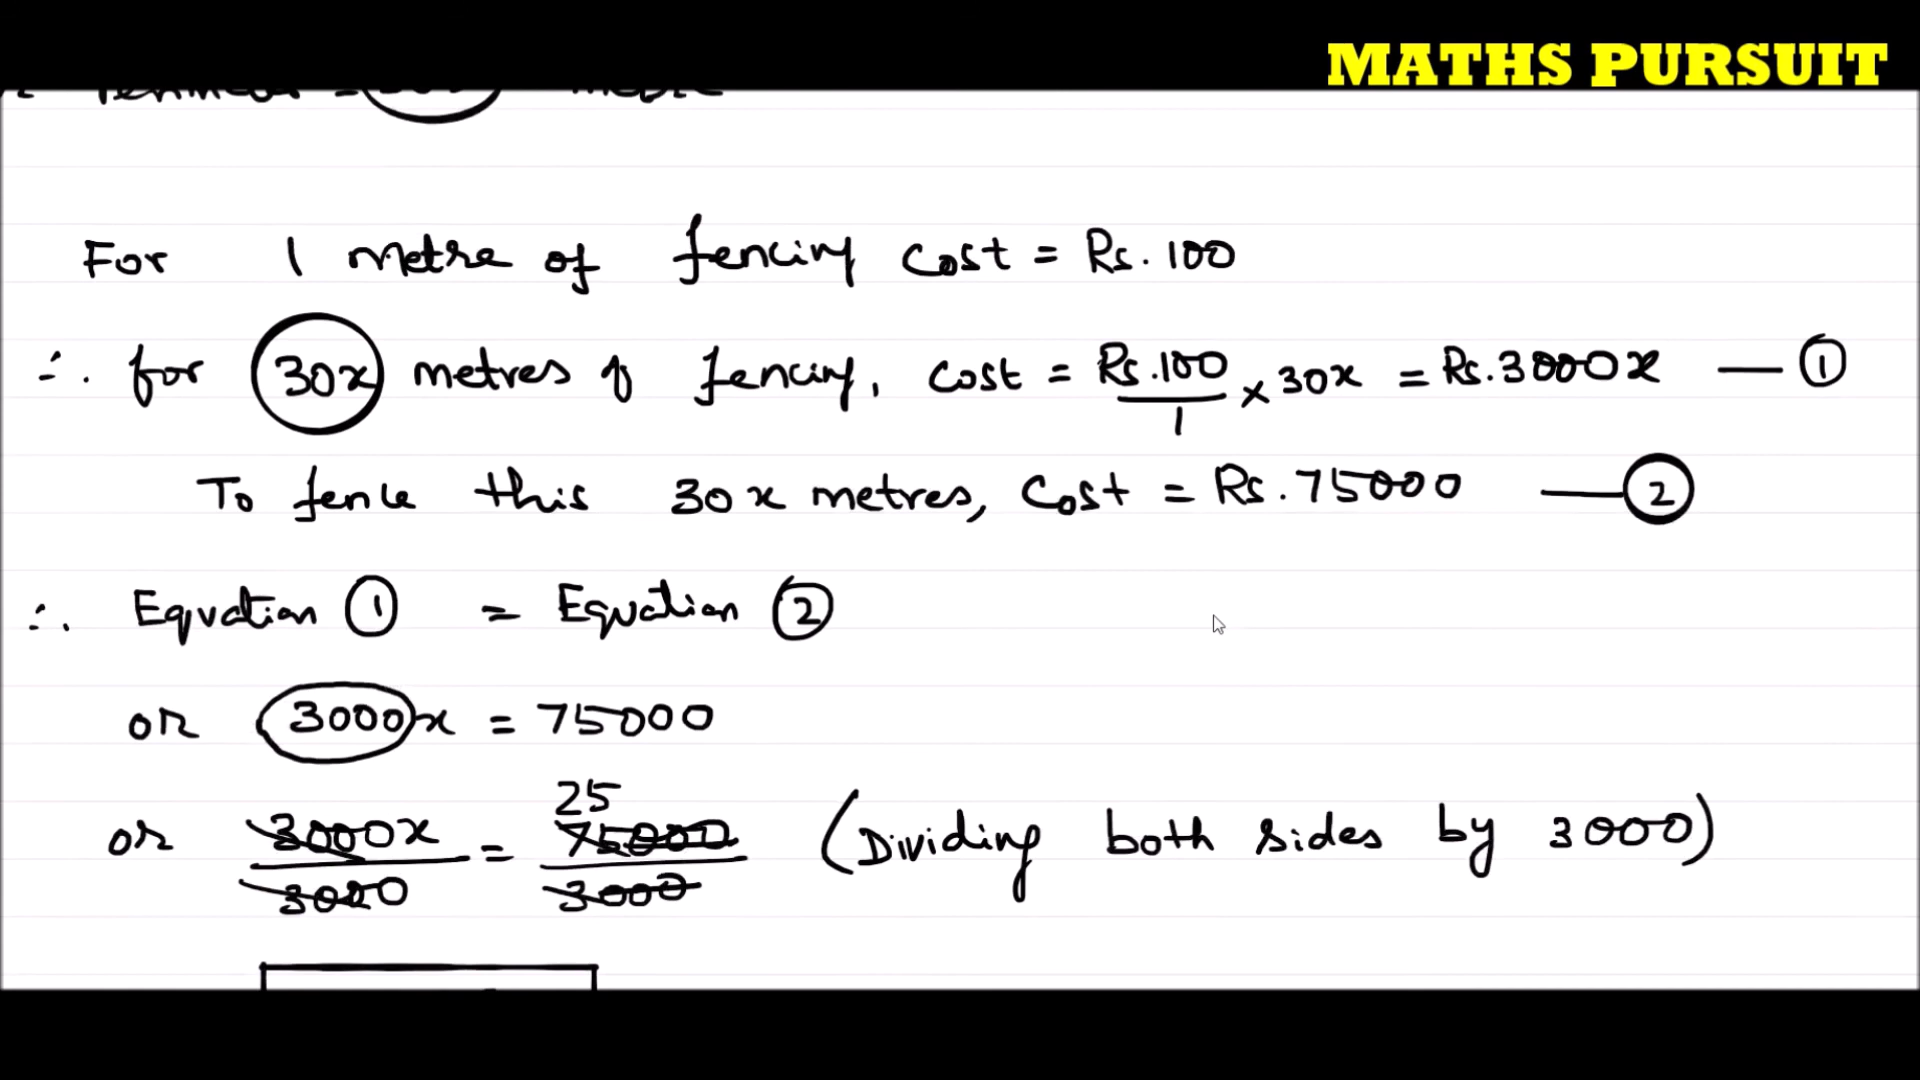 MATHS PURSUIT
For 1 metre of fencing cost = Rs. 100
∴ for 30x metres of fencing, cost = Rs. 100/1 × 30x = Rs. 3000x — ①
To fence this 30x metres, Cost = Rs. 75000 — ②
∴ Equation ① = Equation ②
or 3000x = 75000
25
or 3000x/3000 = 75000/3000 (Dividing both sides by 3000)